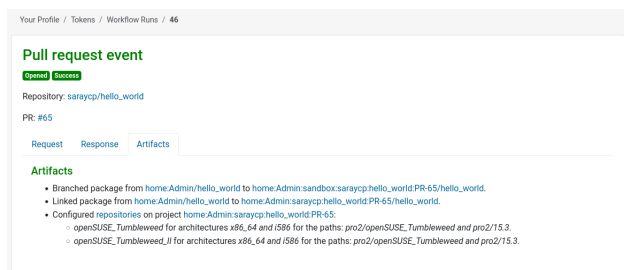 Your Profile / Tokens / Workflow Runs / 46
Pull request event
Opened Success
Repository: saraycp/hello_world
PR: #65
Request Response Artifacts
Artifacts
Branched package from home:Admin/hello_world to home:Admin:sandbox:saraycp:hello_world:PR-65/hello_world.
Linked package from home:Admin/hello_world to home:Admin:saraycp:hello_world:PR-65/hello_world.
Configured repositories on project home:Admin:saraycp:hello_world:PR-65:
openSUSE_Tumbleweed for architectures x86_64 and i586 for the paths: pro2/openSUSE_Tumbleweed and pro2/15.3.
openSUSE_Tumbleweed_II for architectures x86_64 and i586 for the paths: pro2/openSUSE_Tumbleweed and pro2/15.3.